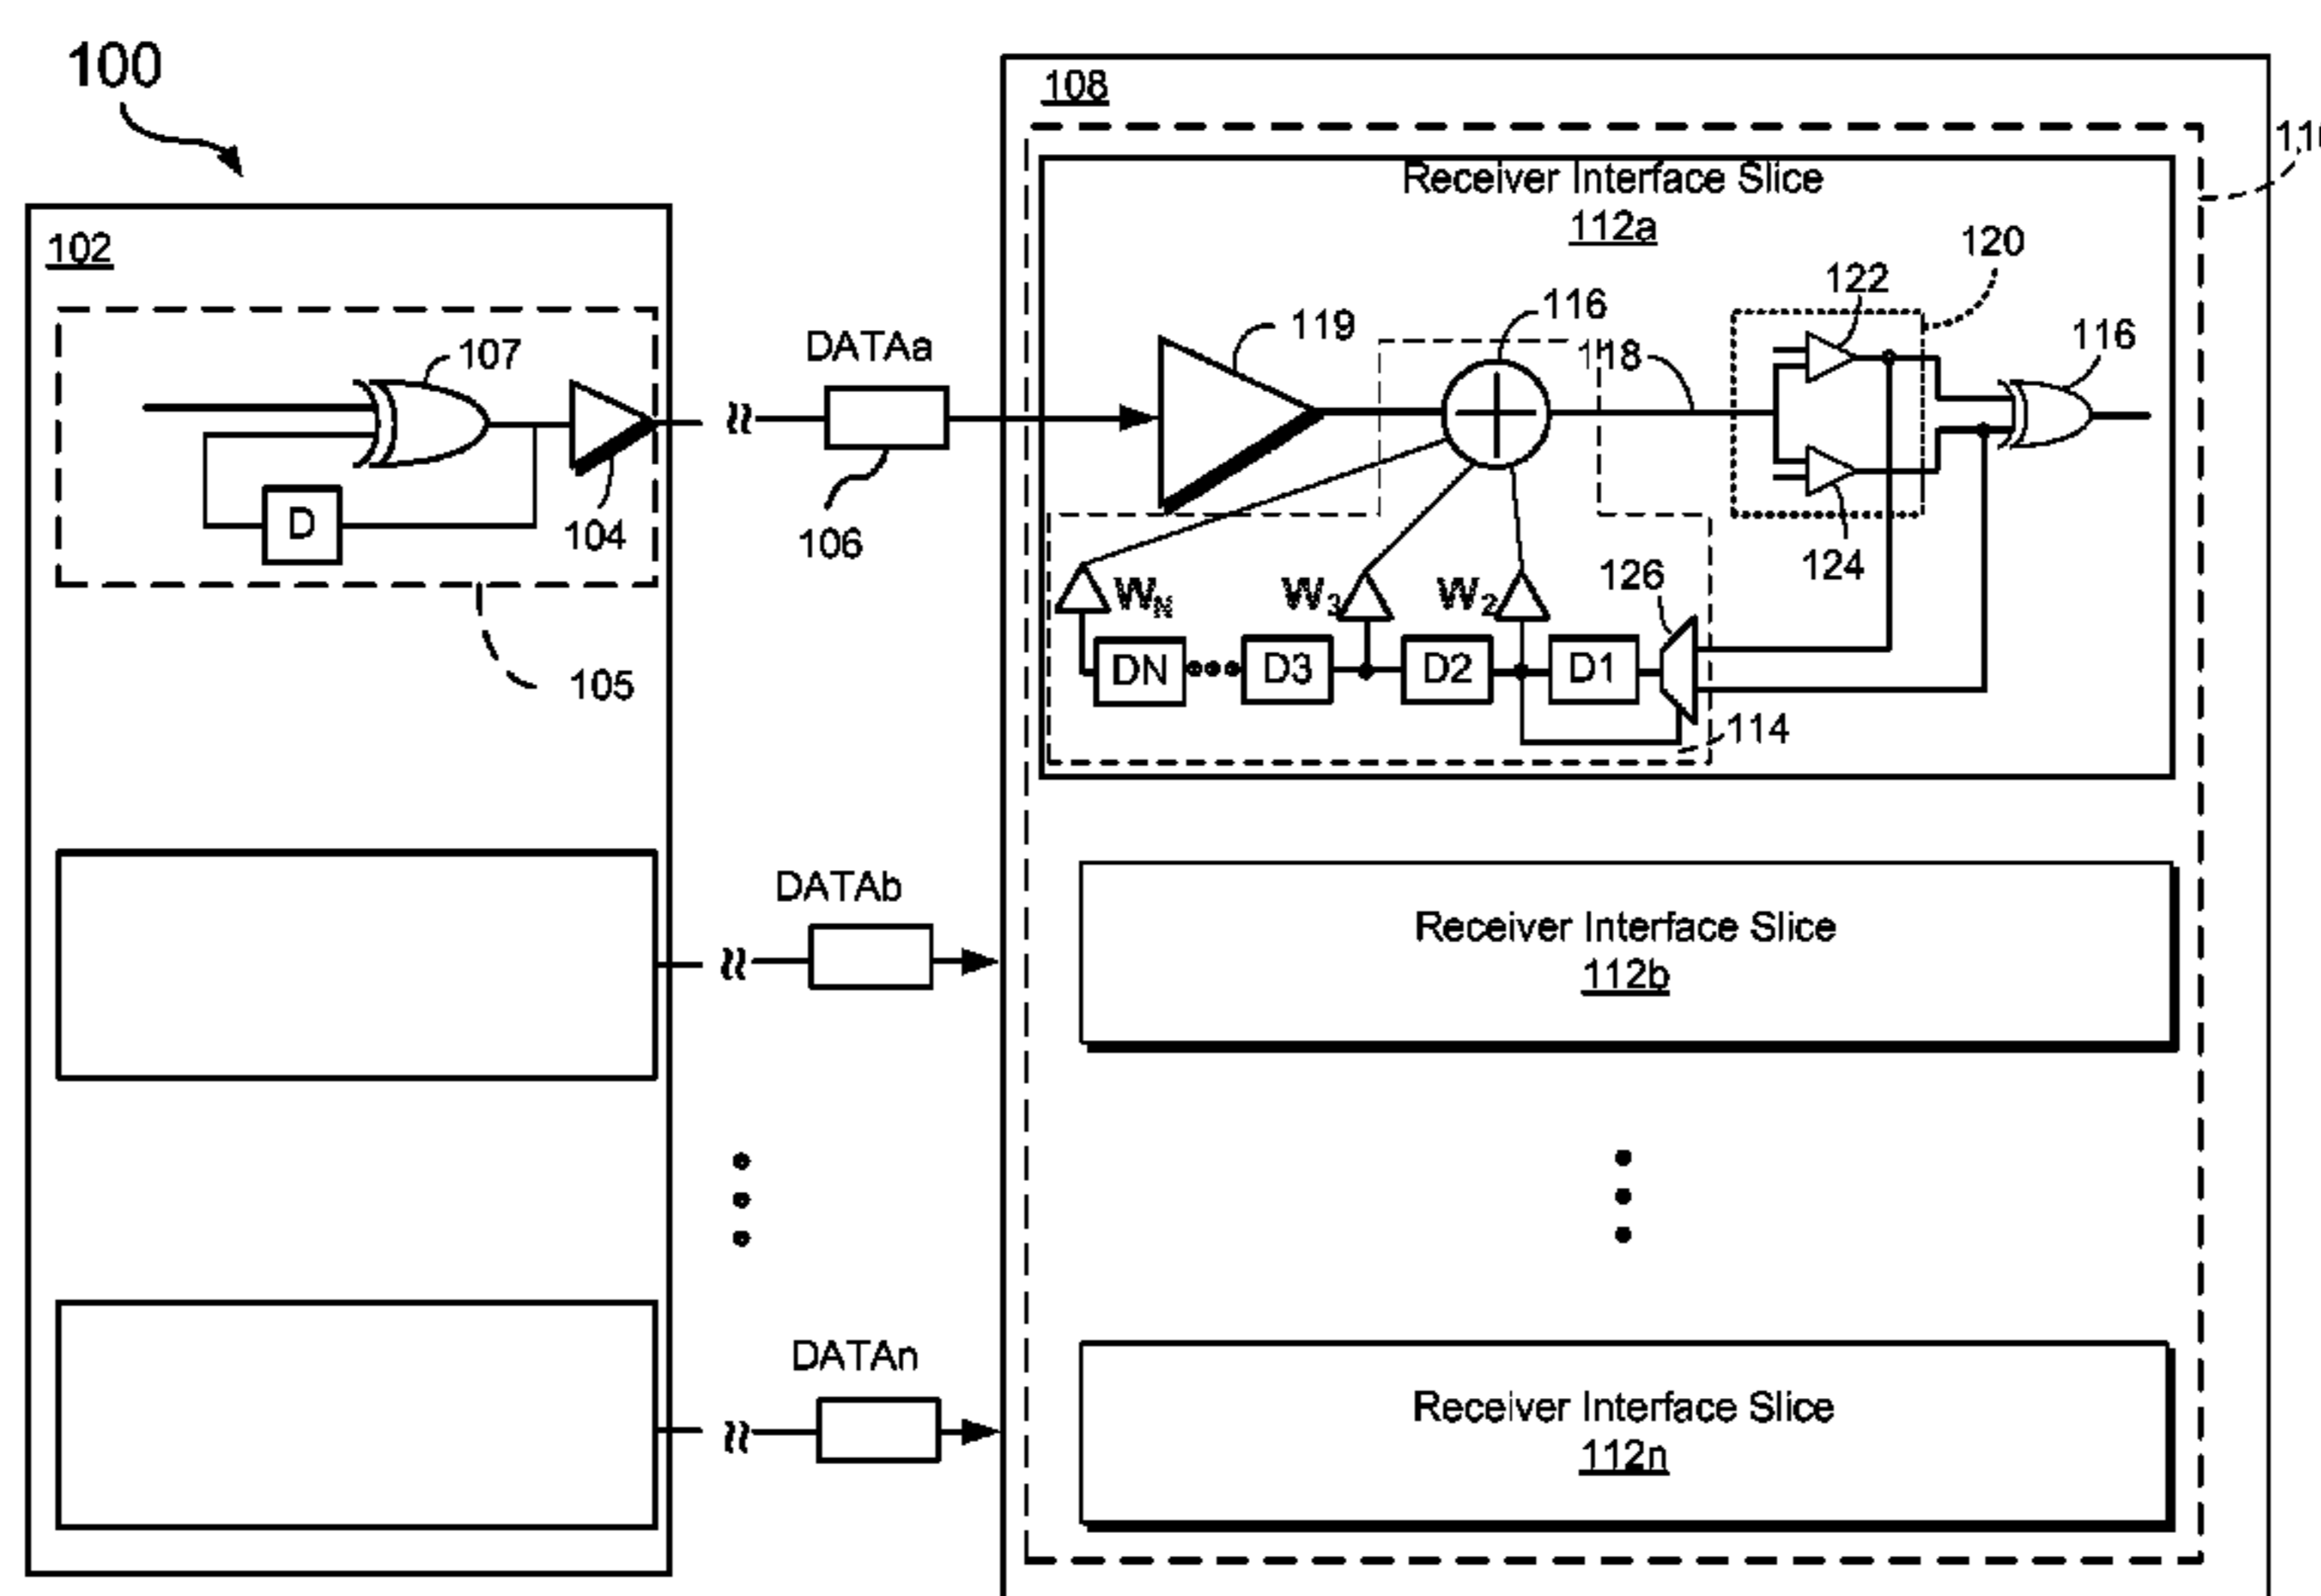 100
108
110
Receiver Interface Slice
112a
102
120
122
116
119
116
DATAa
118
107
104
D
106
124
126
WN
W3
W2
DN
D3
D2
D1
105
114
DATAb
Receiver Interface Slice
112b
DATAn
Receiver Interface Slice
112n